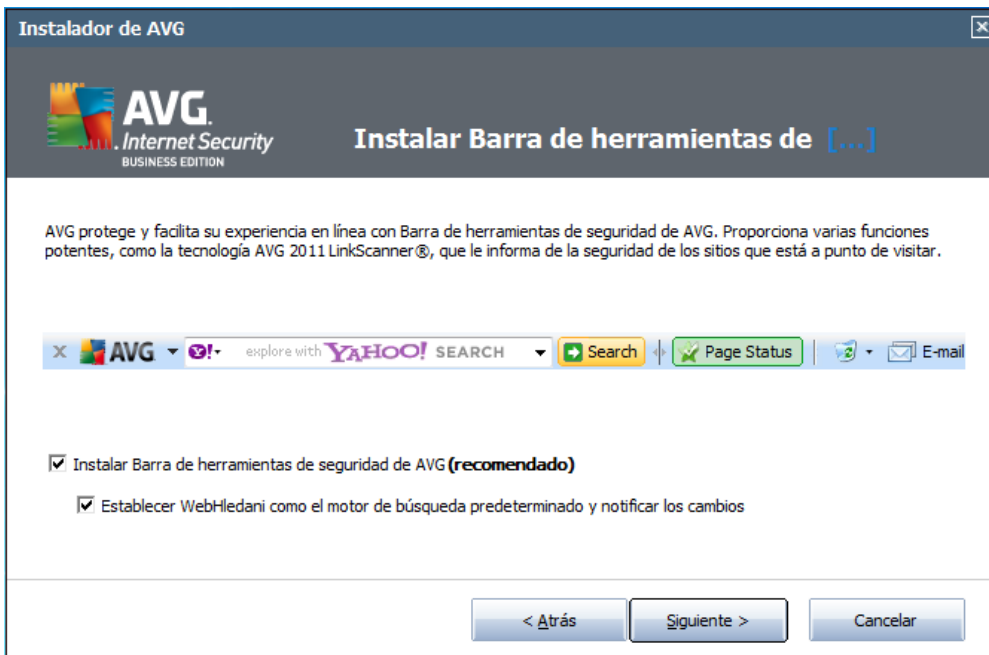 Instalador de AVG
AVG.
Internet Security
BUSINESS EDITION
Instalar Barra de herramientas de [...]
AVG protege y facilita su experiencia en línea con Barra de herramientas de seguridad de AVG. Proporciona varias funciones
potentes, como la tecnología AVG 2011 LinkScanner®, que le informa de la seguridad de los sitios que está a punto de visitar.
AVG Y! explore with YAHOO! SEARCH Search Page Status E-mail
Instalar Barra de herramientas de seguridad de AVG (recomendado)
Establecer WebHledani como el motor de búsqueda predeterminado y notificar los cambios
< Atrás Siguiente > Cancelar